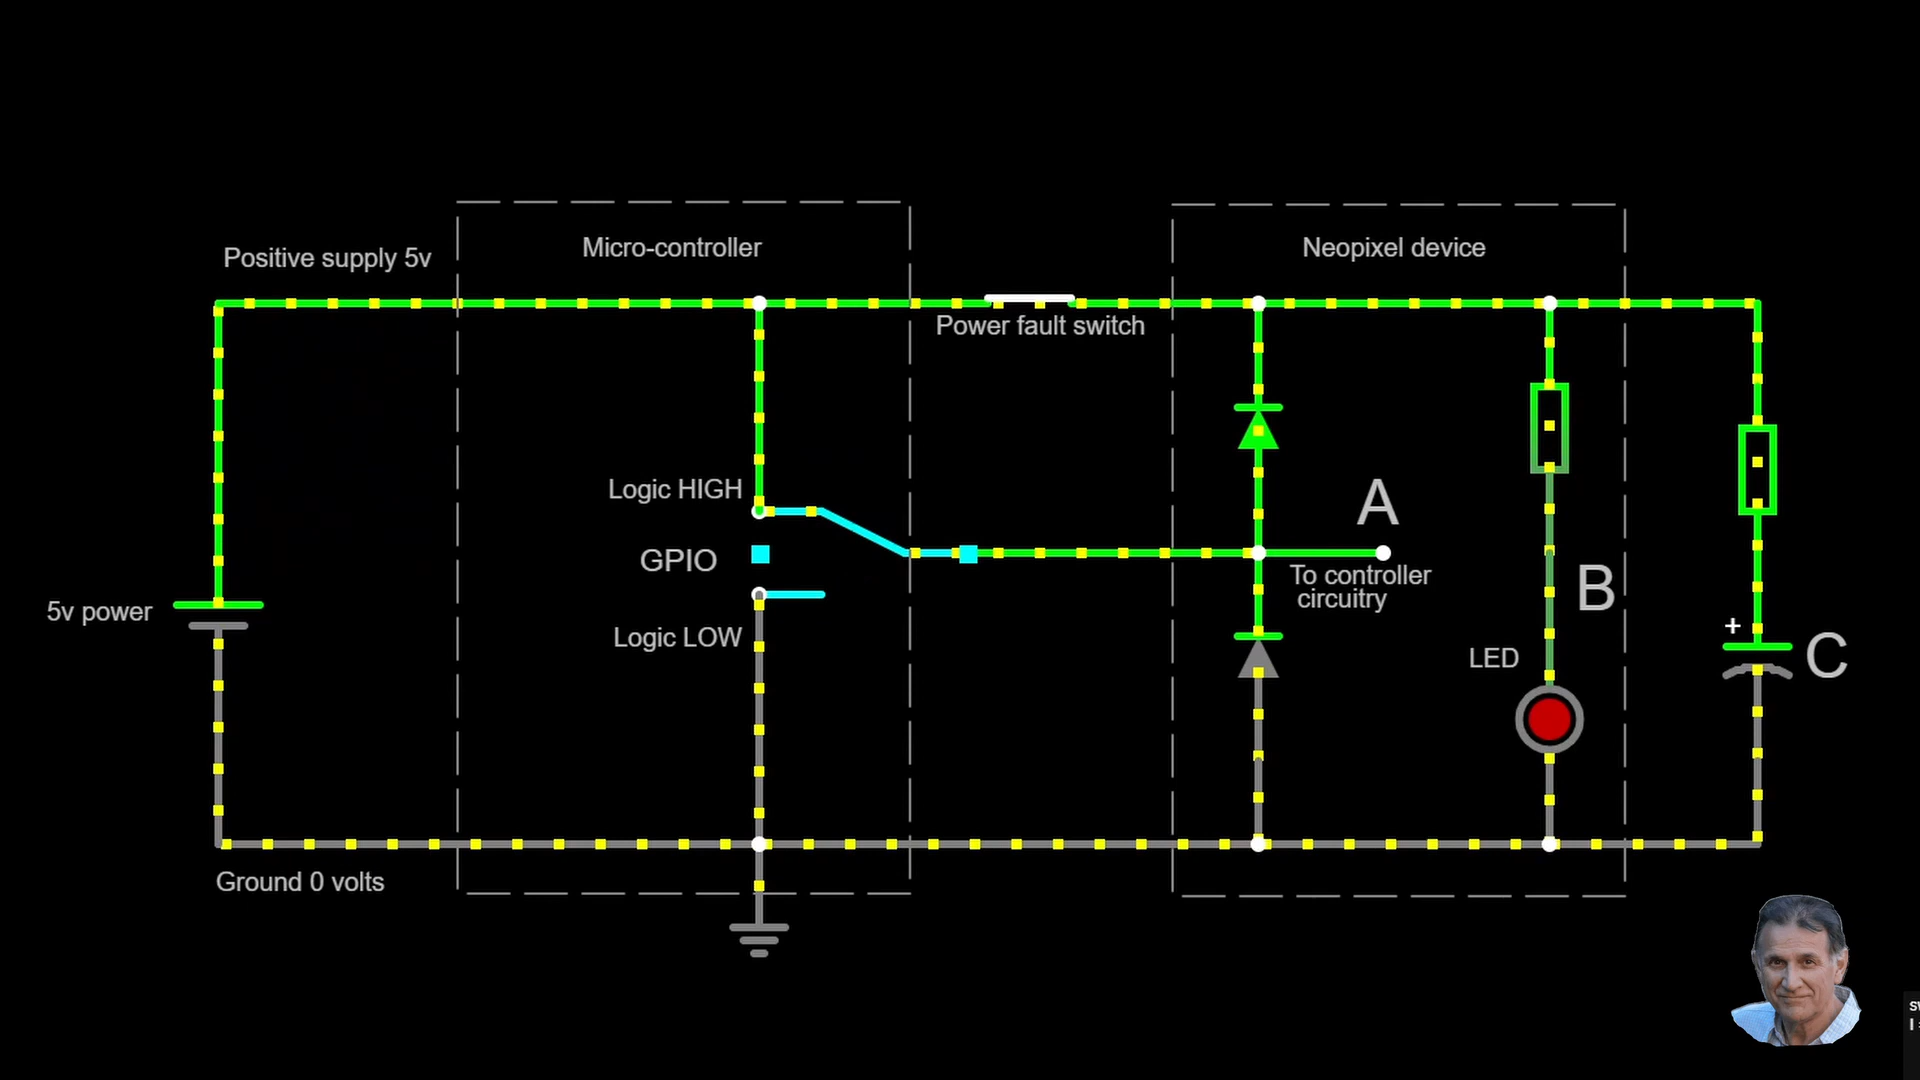 Micro-controller
Neopixel device
Positive supply 5v
Power fault switch
Logic HIGH
A
GPIO
To controller
circuitry
B
5v power
+
Logic LOW
LED
C
Ground 0 volts